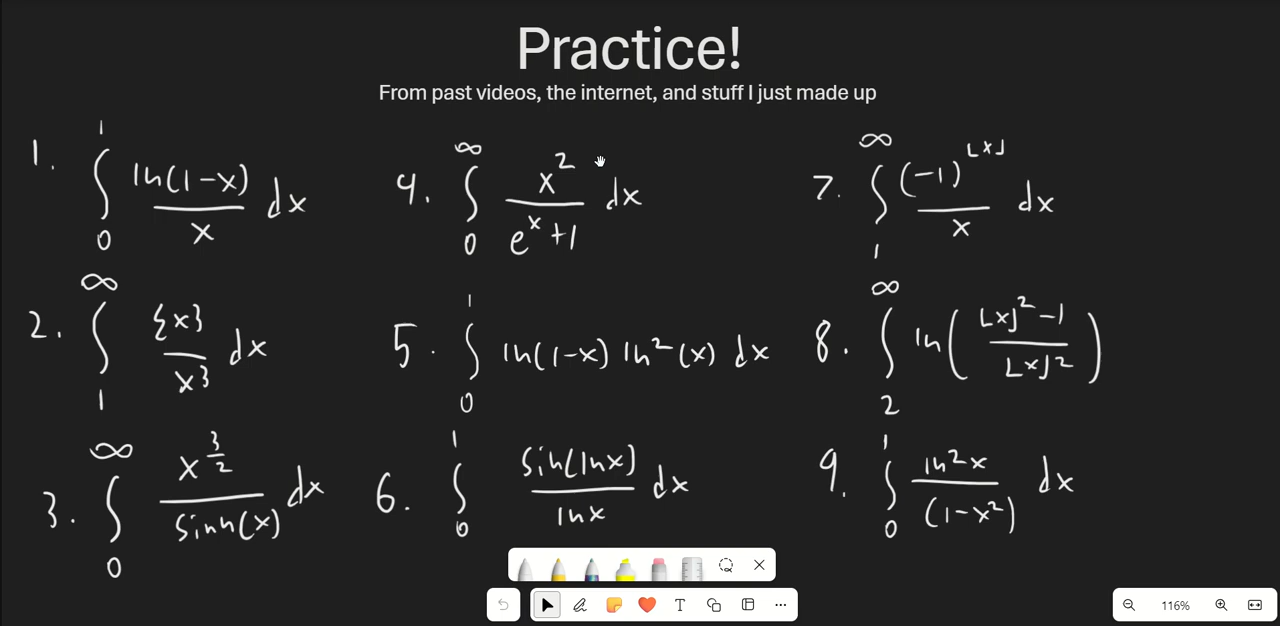 Practice!
From past videos, the internet, and stuff I just made up
1. ∫₀¹ ln(1-x)/x dx
2. ∫₁^∞ {x}/x³ dx
3. ∫₀^∞ x^(3/2)/sinh(x) dx
4. ∫₀^∞ x²/(e^x+1) dx
5. ∫₀¹ ln(1-x) ln²(x) dx
6. ∫₀¹ sin(lnx)/lnx dx
7. ∫₁^∞ (-1)^⌊x⌋/x dx
8. ∫₂^∞ ln(⌊x⌋²-1/⌊x⌋²)
9. ∫₀¹ ln²x/(1-x²) dx
116%